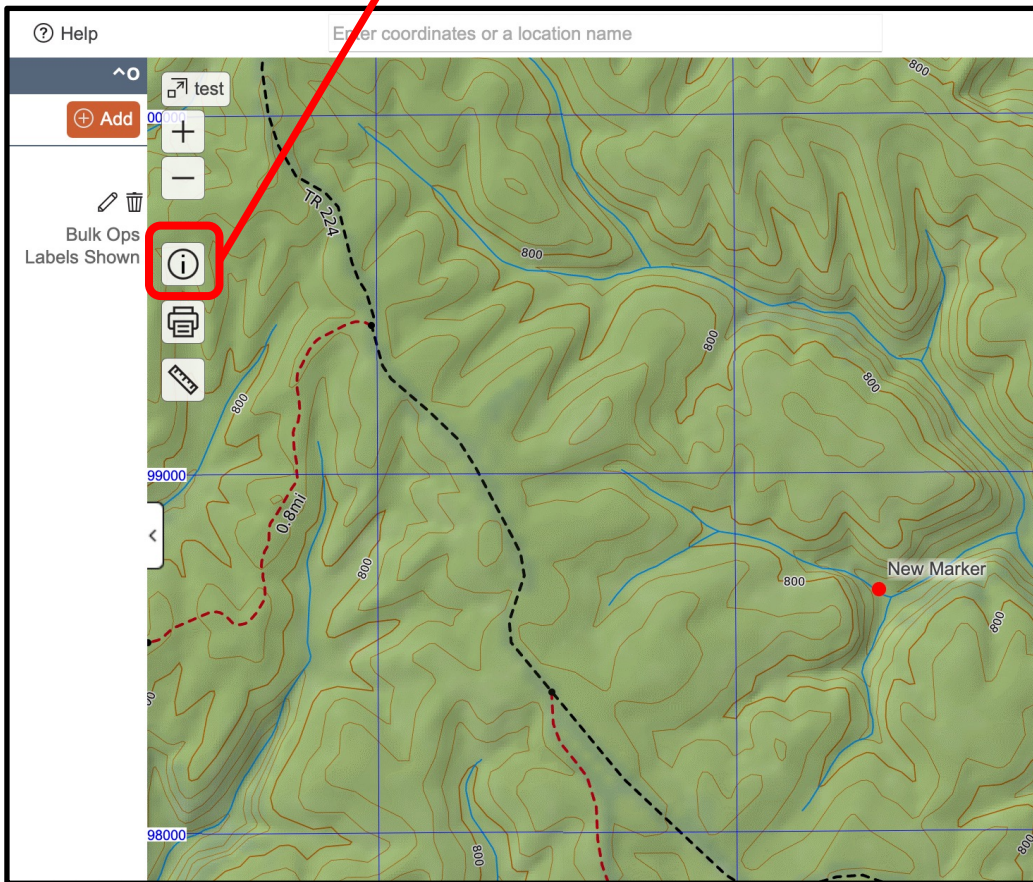 Help
Enter coordinates or a location name
^O
test
Add
00000
800
TR 224
Bulk Ops
Labels Shown
800
800
800
800
99000
0.8mi
800
800
New Marker
800
98000
800
800